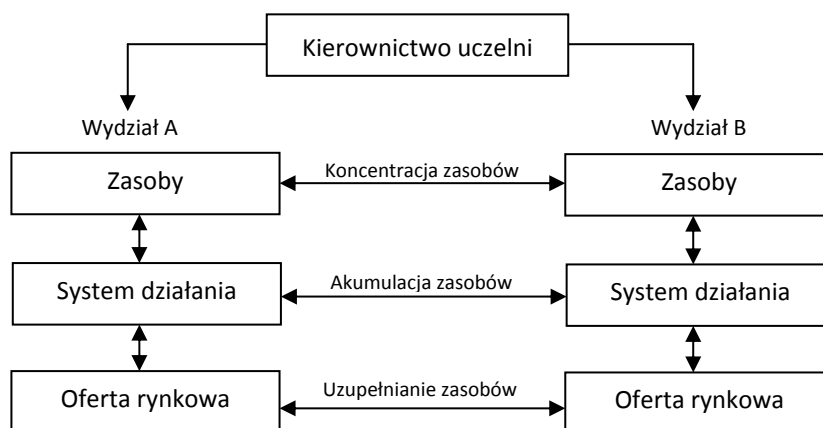 Kierownictwo uczelni
Wydział A
Wydział B
Zasoby
Koncentracja zasobów
Zasoby
System działania
Akumulacja zasobów
System działania
Oferta rynkowa
Uzupełnianie zasobów
Oferta rynkowa